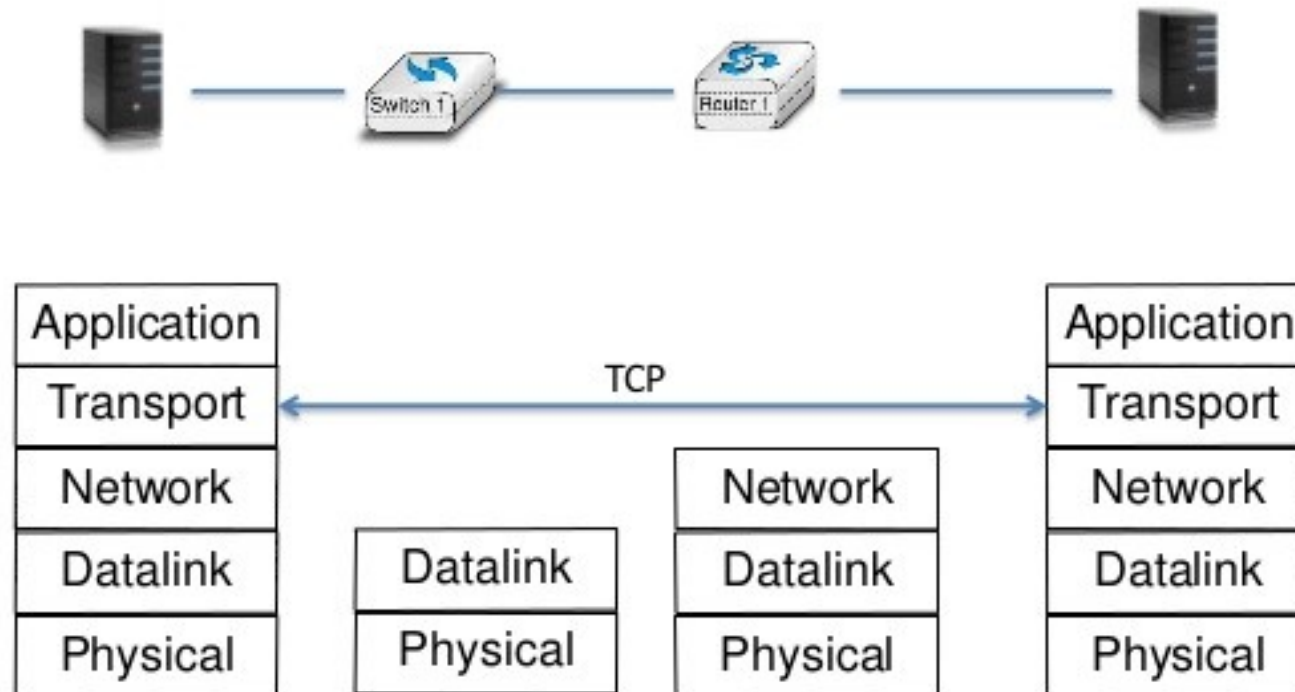 Switch 1
Router 1
Application
Transport
Network
Datalink
Physical
TCP
Datalink
Physical
Network
Datalink
Physical
Application
Transport
Network
Datalink
Physical